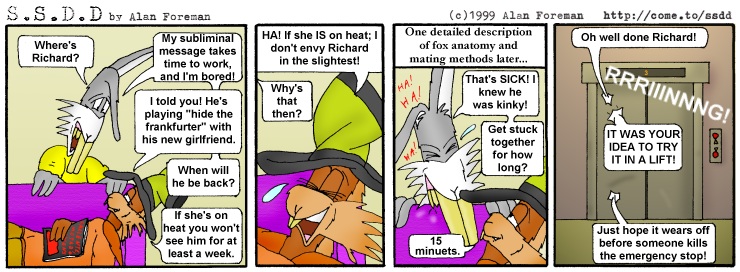 S.S.D.D by Alan Foreman
(c)1999 Alan Foreman http://come.to/ssdd
Where's
Richard?
My subliminal
message takes
time to work,
and I'm bored!
I told you! He's
playing "hide the
frankfurter" with
his new girlfriend.
When will
he be back?
If she's on
heat you won't
see him for at
least a week.
HA! If she IS on heat; I
don't envy Richard
in the slightest!
Why's
that then?
One detailed description
of fox anatomy and
mating methods later...
HA!
HA!
HA!
That's SICK! I
knew he
was kinky!
Get stuck
together
for how
long?
15
minuets.
Oh well done Richard!
3
RRRIIINNNG!
IT WAS YOUR
IDEA TO TRY
IT IN A LIFT!
Just hope it wears off
before someone kills
the emergency stop!